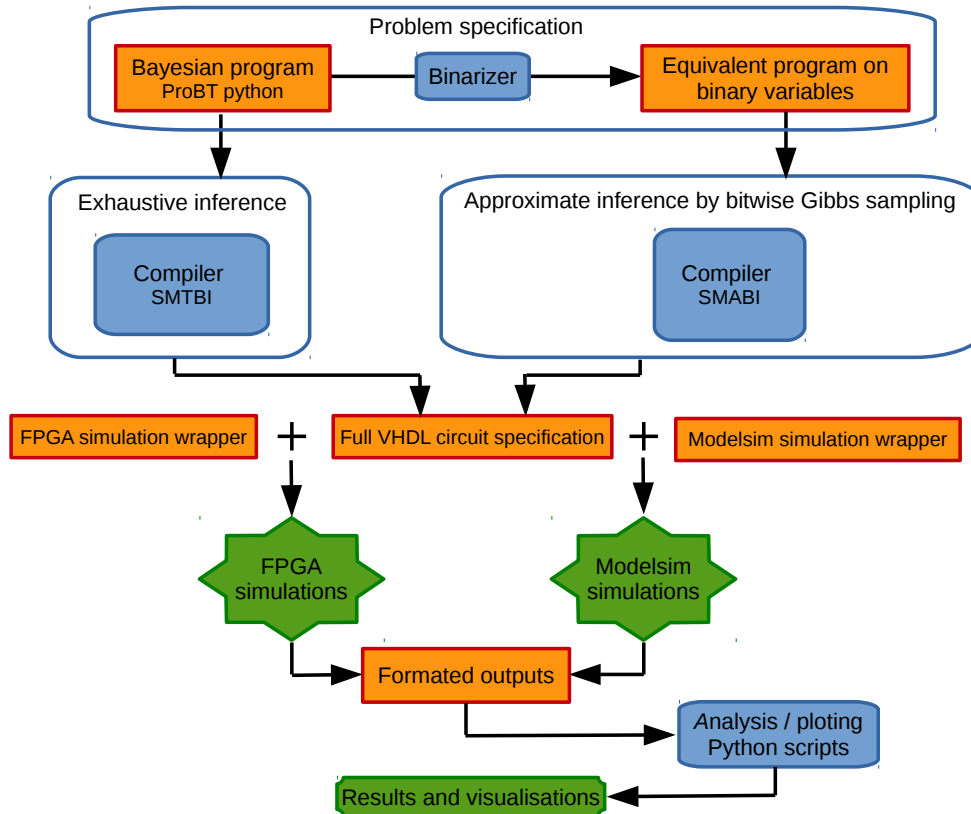 Problem specification
Bayesian program
ProBT python
Binarizer
Equivalent program on
binary variables
Exhaustive inference
Compiler
SMTBI
Approximate inference by bitwise Gibbs sampling
Compiler
SMABI
FPGA simulation wrapper
+
Full VHDL circuit specification
+
Modelsim simulation wrapper
FPGA
simulations
Modelsim
simulations
Formated outputs
Analysis / ploting
Python scripts
Results and visualisations